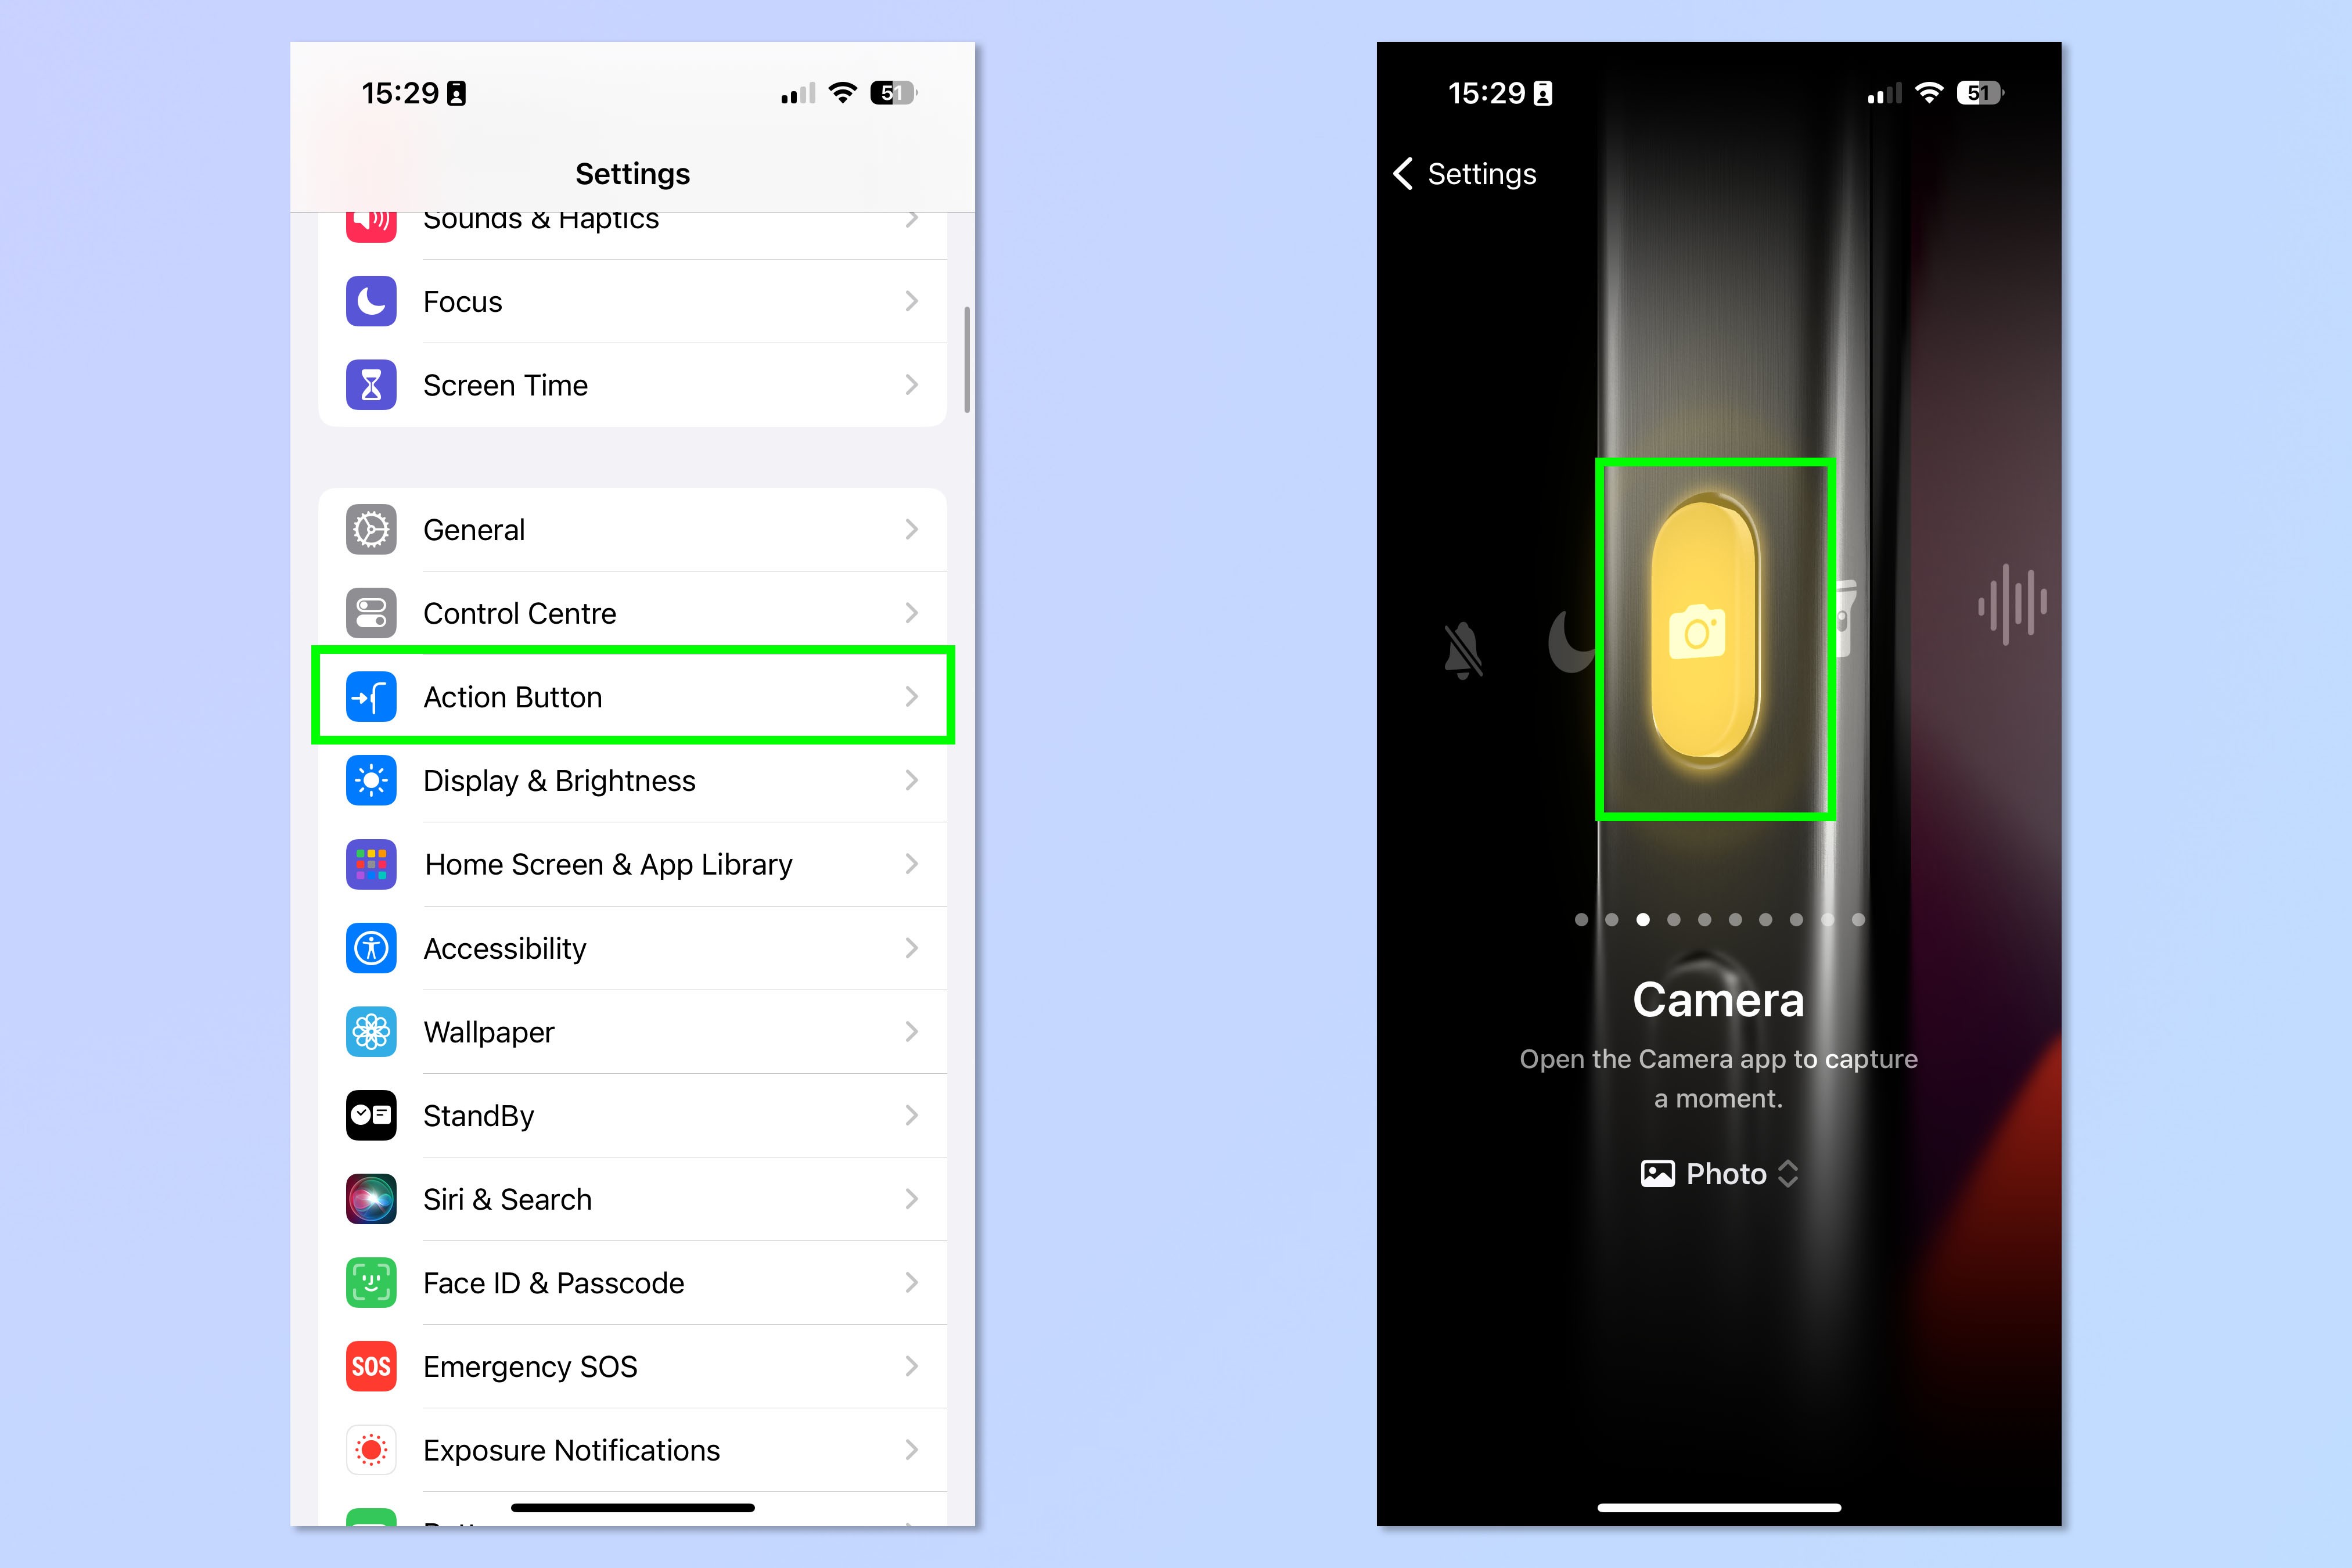 15:29
51
Settings
Sounds & Haptics
Focus
Screen Time
General
Control Centre
Action Button
Display & Brightness
Home Screen & App Library
Accessibility
Wallpaper
StandBy
Siri & Search
Face ID & Passcode
SOS
Emergency SOS
Exposure Notifications
15:29
51
Settings
Camera
Open the Camera app to capture
a moment.
Photo